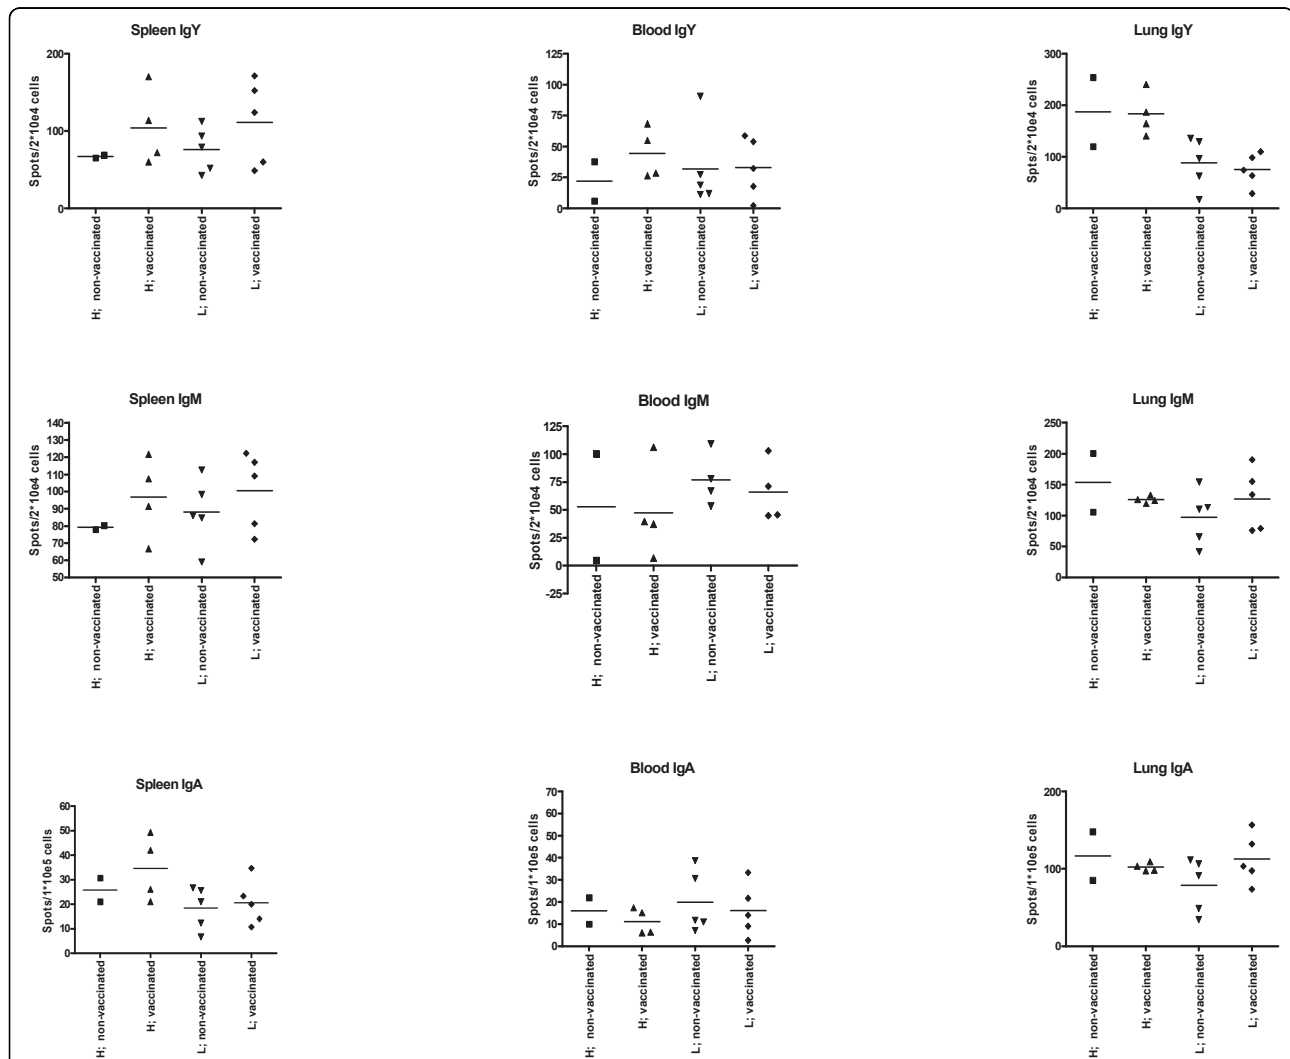 Spleen IgY
Spots/2*10e4 cells
200
100
0
H; non-vaccinated
H; vaccinated
L; non-vaccinated
L; vaccinated
Blood IgY
Spots/2*10e4 cells
125
100
75
50
25
0
H; non-vaccinated
H; vaccinated
L; non-vaccinated
L; vaccinated
Lung IgY
Spts/2*10e4 cells
300
200
100
0
H; non-vaccinated
H; vaccinated
L; non-vaccinated
L; vaccinated
Spleen IgM
Spots/2*10e4 cells
140
130
120
110
100
90
80
70
60
50
H; non-vaccinated
H; vaccinated
L; non-vaccinated
L; vaccinated
Blood IgM
Spots/2*10e4 cells
125
100
75
50
25
0
-25
H; non-vaccinated
H; vaccinated
L; non-vaccinated
L; vaccinated
Lung IgM
Spots/2*10e4 cells
250
200
150
100
50
0
H; non-vaccinated
H; vaccinated
L; non-vaccinated
L; vaccinated
Spleen IgA
Spots/1*10e5 cells
60
50
40
30
20
10
0
H; non-vaccinated
H; vaccinated
L; non-vaccinated
L; vaccinated
Blood IgA
Spots/1*10e5 cells
70
60
50
40
30
20
10
0
H; non-vaccinated
H; vaccinated
L; non-vaccinated
L; vaccinated
Lung IgA
Spots/1*10e5 cells
200
100
0
H; non-vaccinated
H; vaccinated
L; non-vaccinated
L; vaccinated